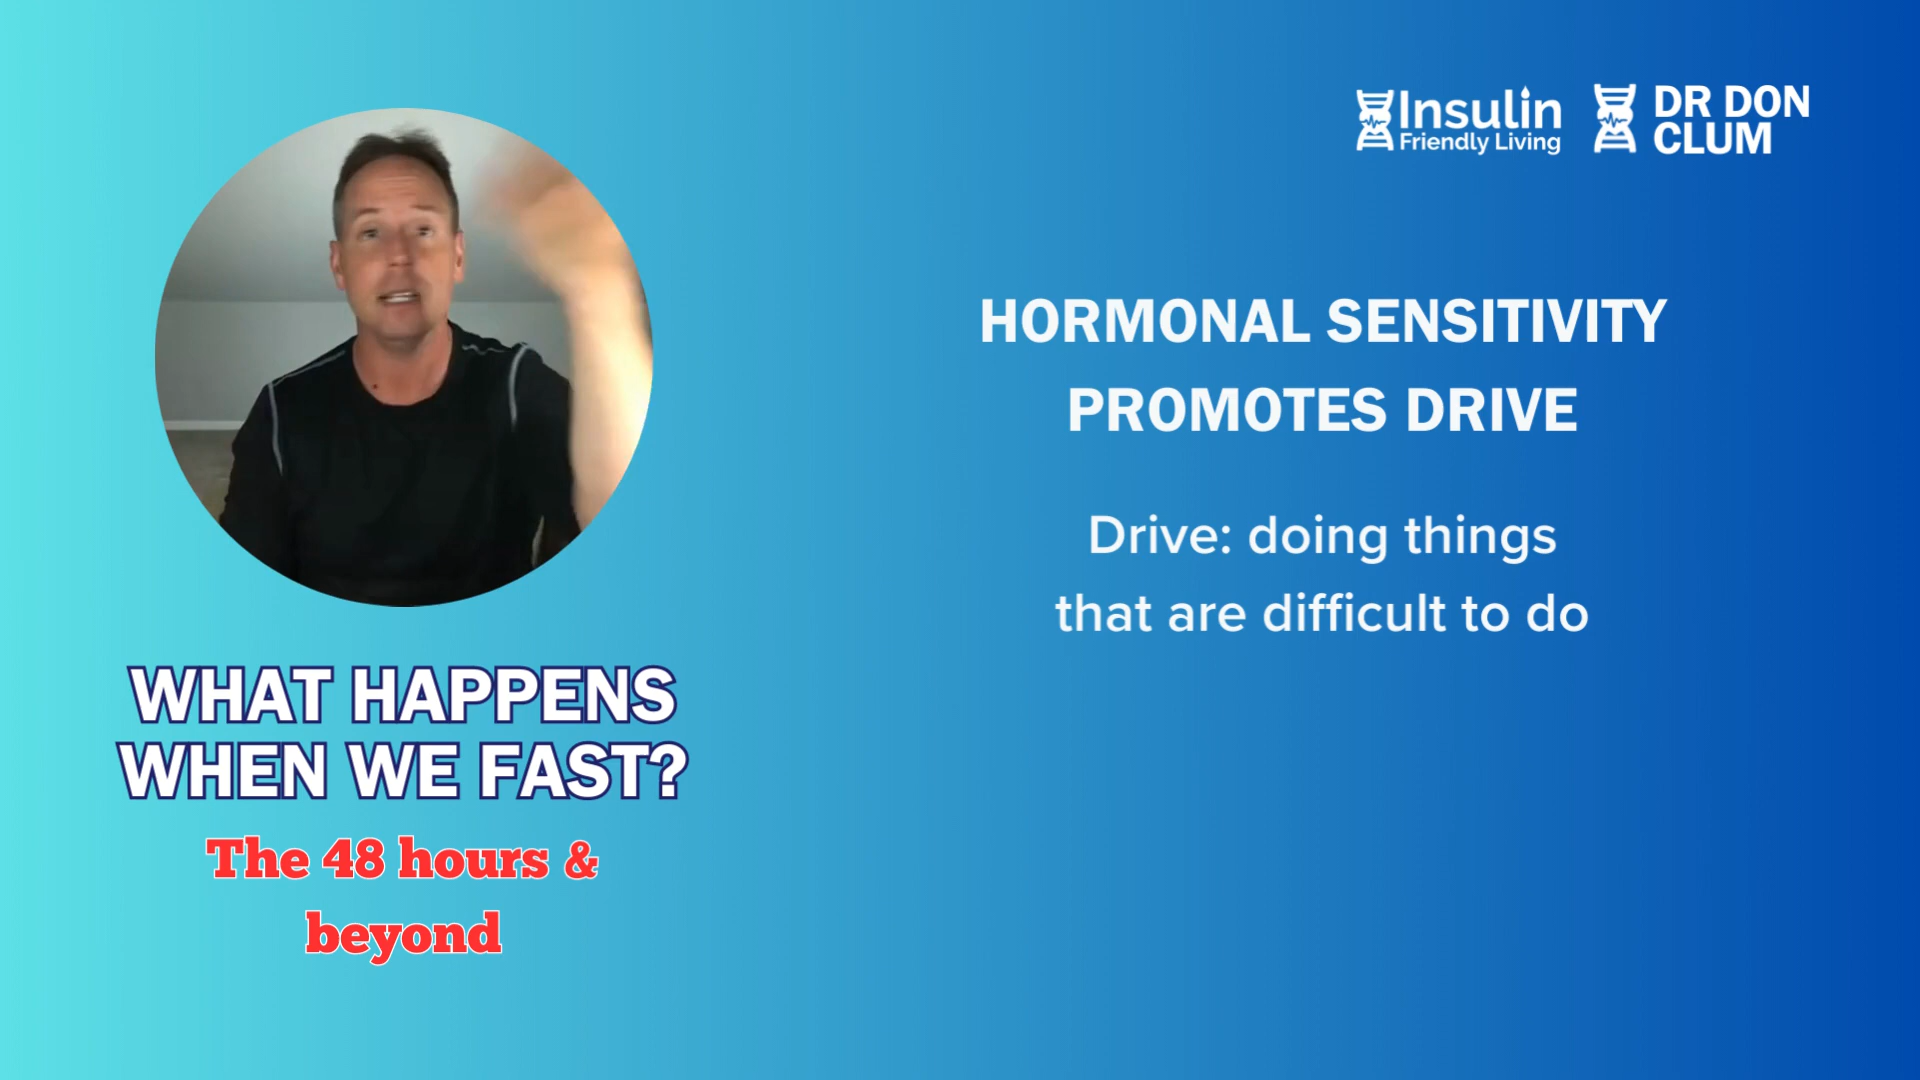 Insulin
Friendly Living
DR DON
CLUM
HORMONAL SENSITIVITY
PROMOTES DRIVE
Drive: doing things
that are difficult to do
WHAT HAPPENS
WHEN WE FAST?
The 48 hours &
beyond